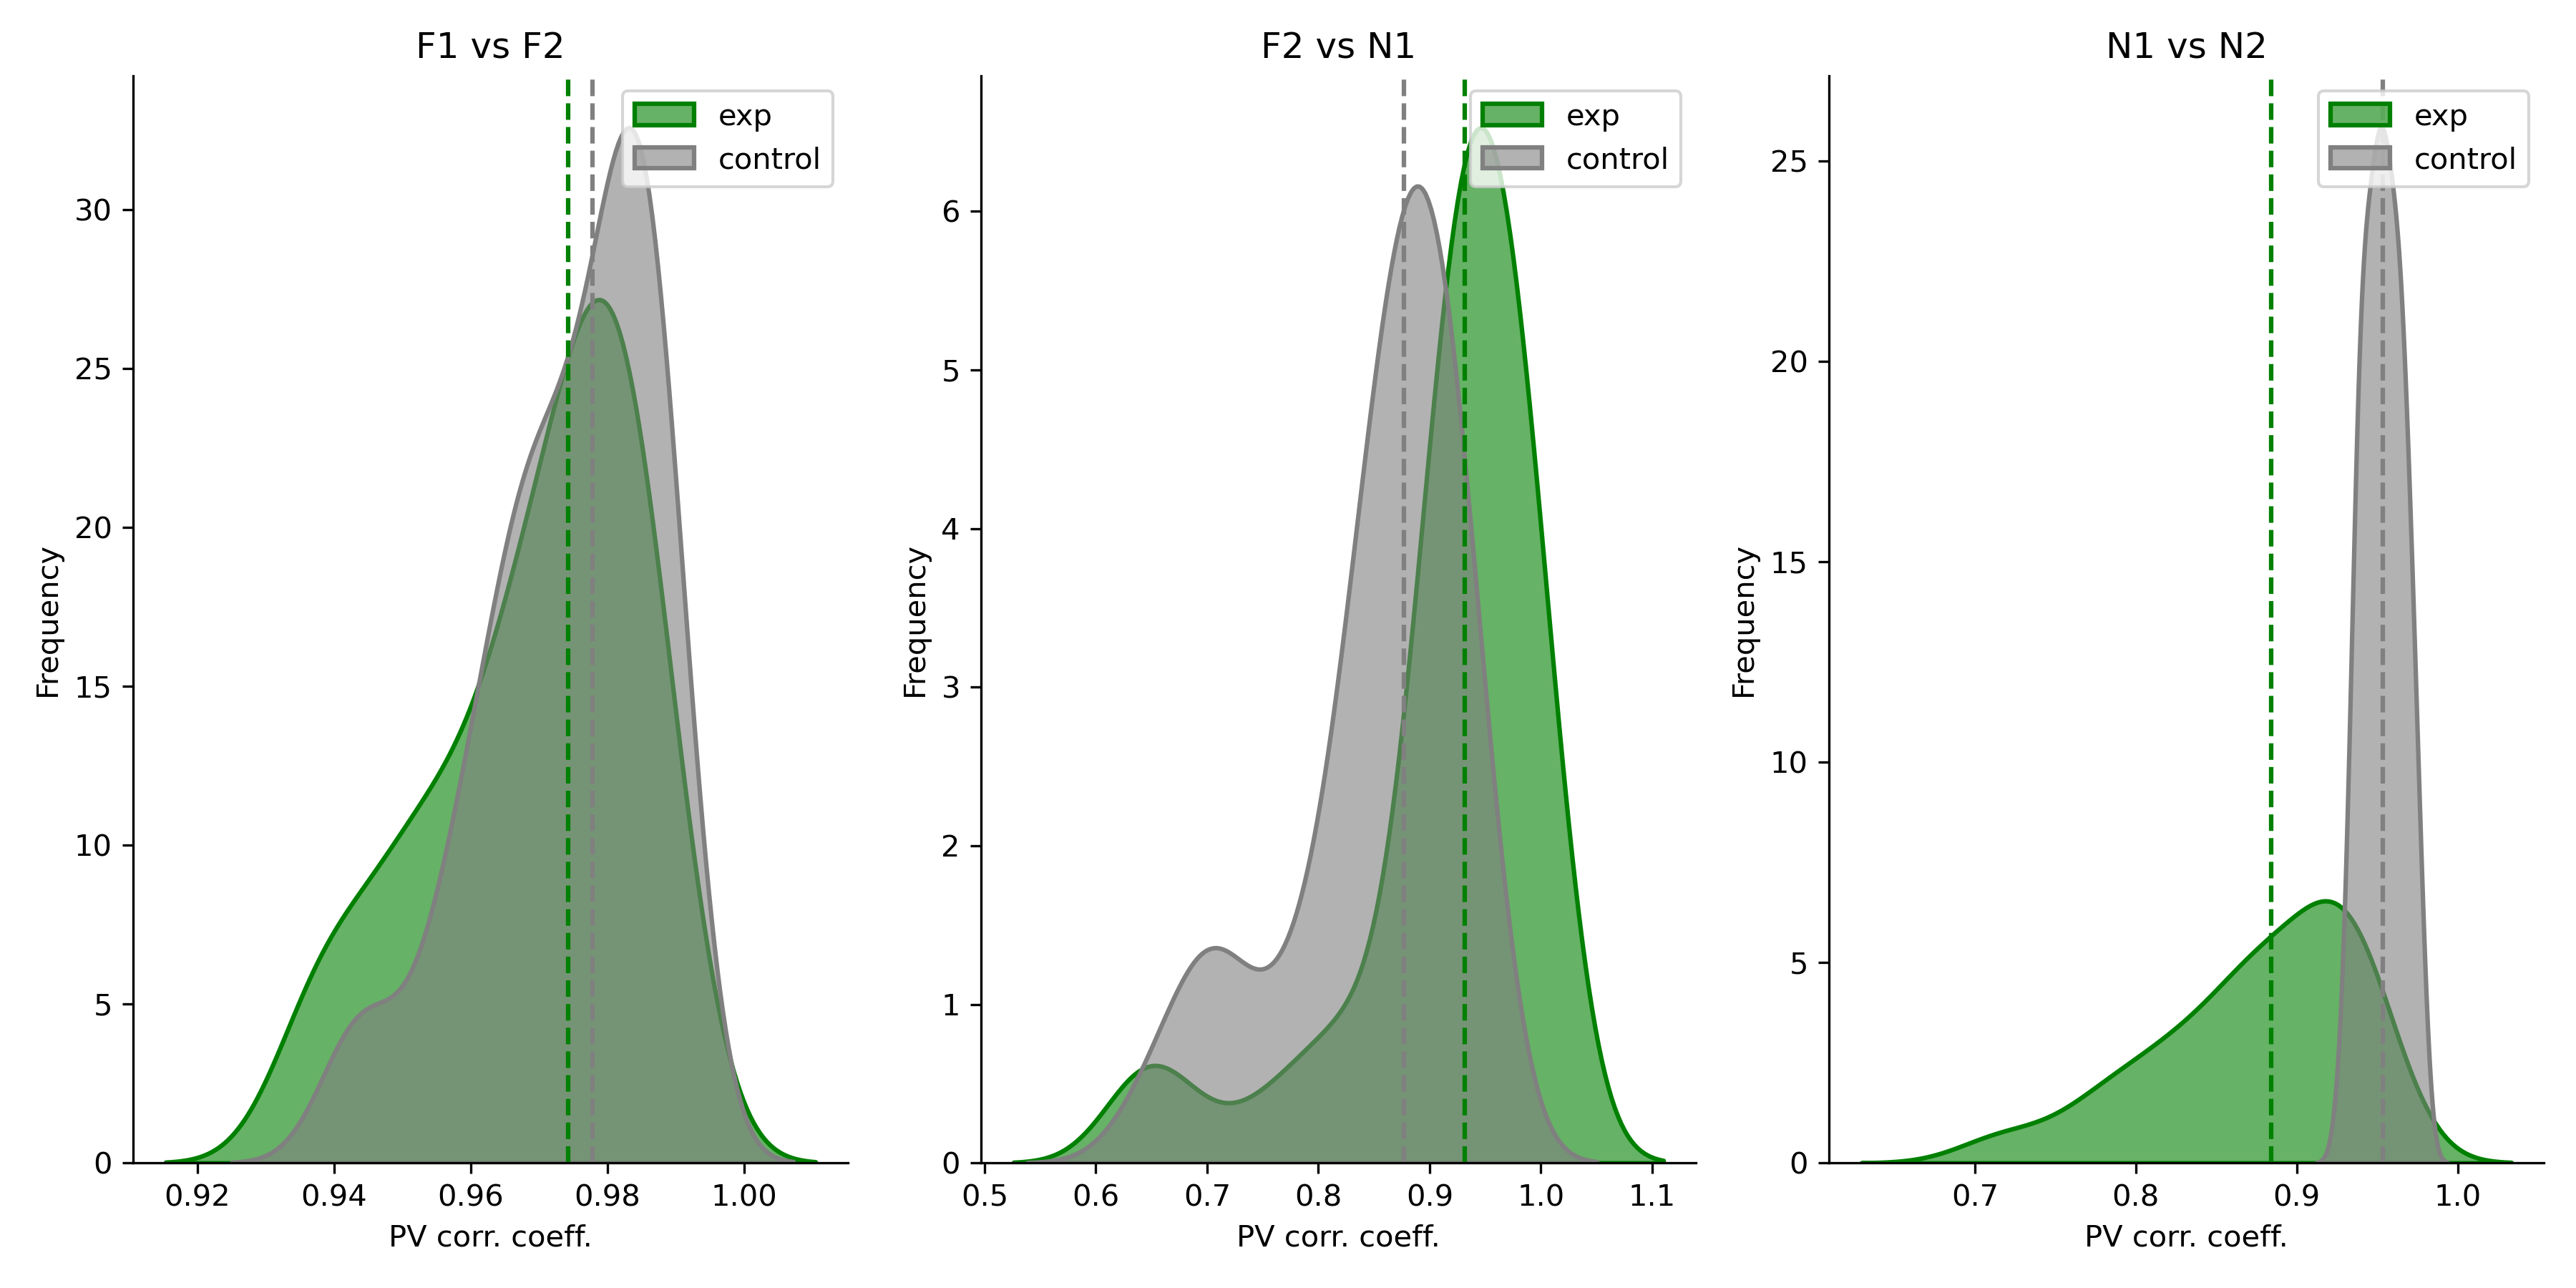 F1 vs F2
exp
control
30
25
20
15
10
5
0
Frequency
0.92 0.94 0.96 0.98 1.00
PV corr. coeff.
F2 vs N1
exp
control
6
5
4
3
2
1
0
Frequency
0.5 0.6 0.7 0.8 0.9 1.0 1.1
PV corr. coeff.
N1 vs N2
exp
control
25
20
15
10
5
0
Frequency
0.7 0.8 0.9 1.0
PV corr. coeff.